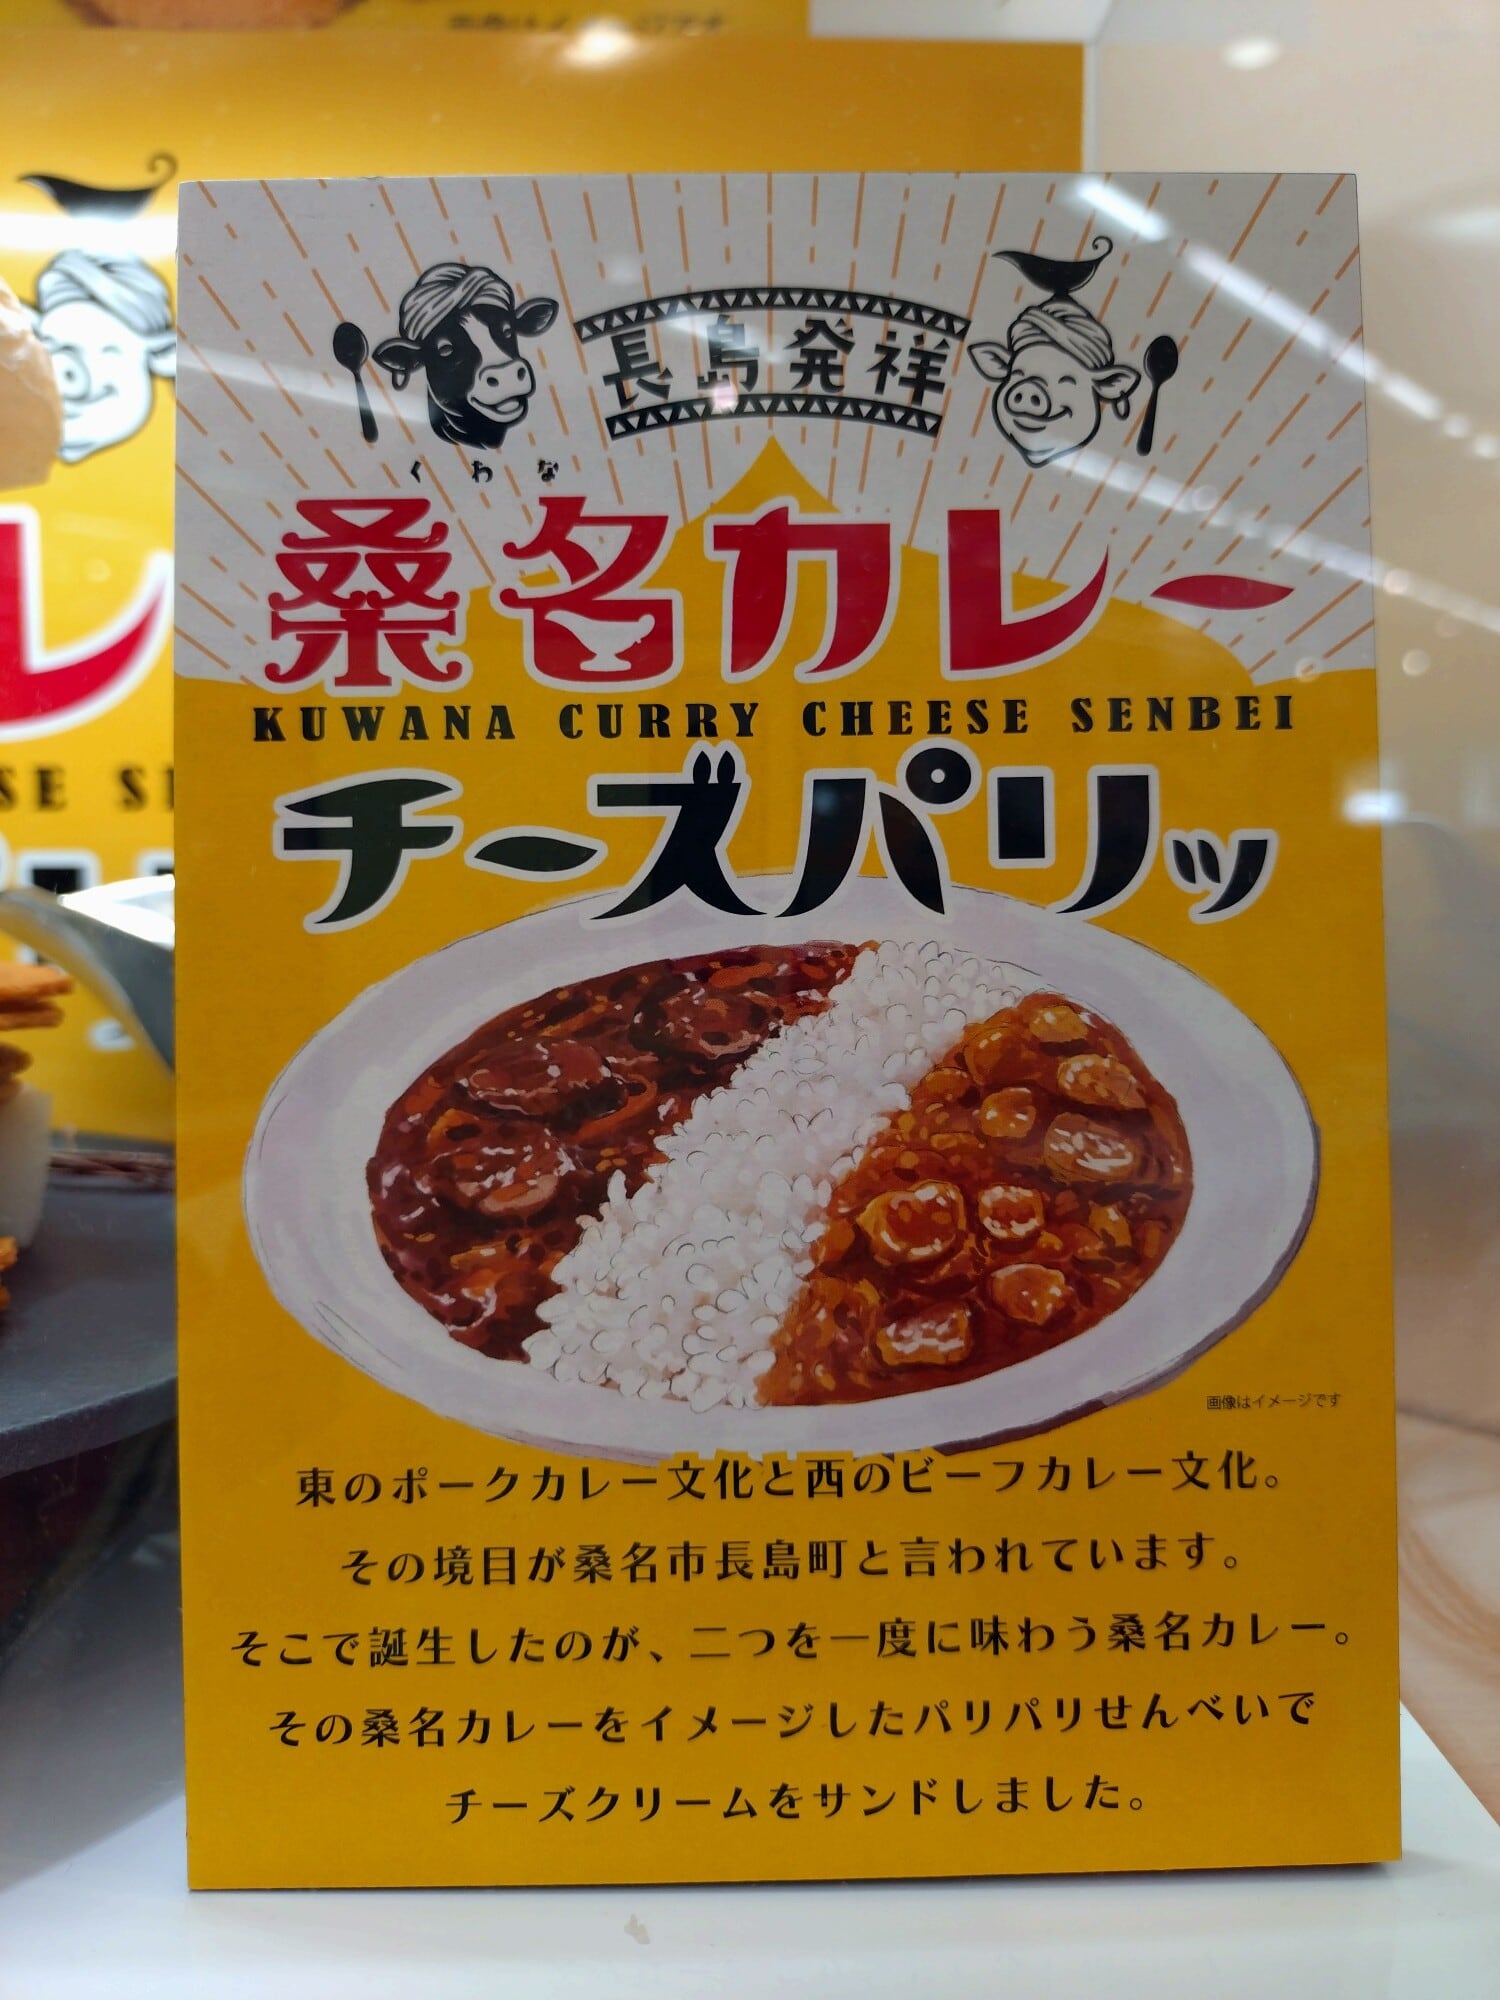 長島発祥
くわな
桑名カレー
KUWANA CURRY CHEESE SENBEI
チーズパリッ
画像はイメージです
東のポークカレー文化と西のビーフカレー文化。
その境目が桑名市長島町と言われています。
そこで誕生したのが、二つを一度に味わう桑名カレー。
その桑名カレーをイメージしたパリパリせんべいで
チーズクリームをサンドしました。